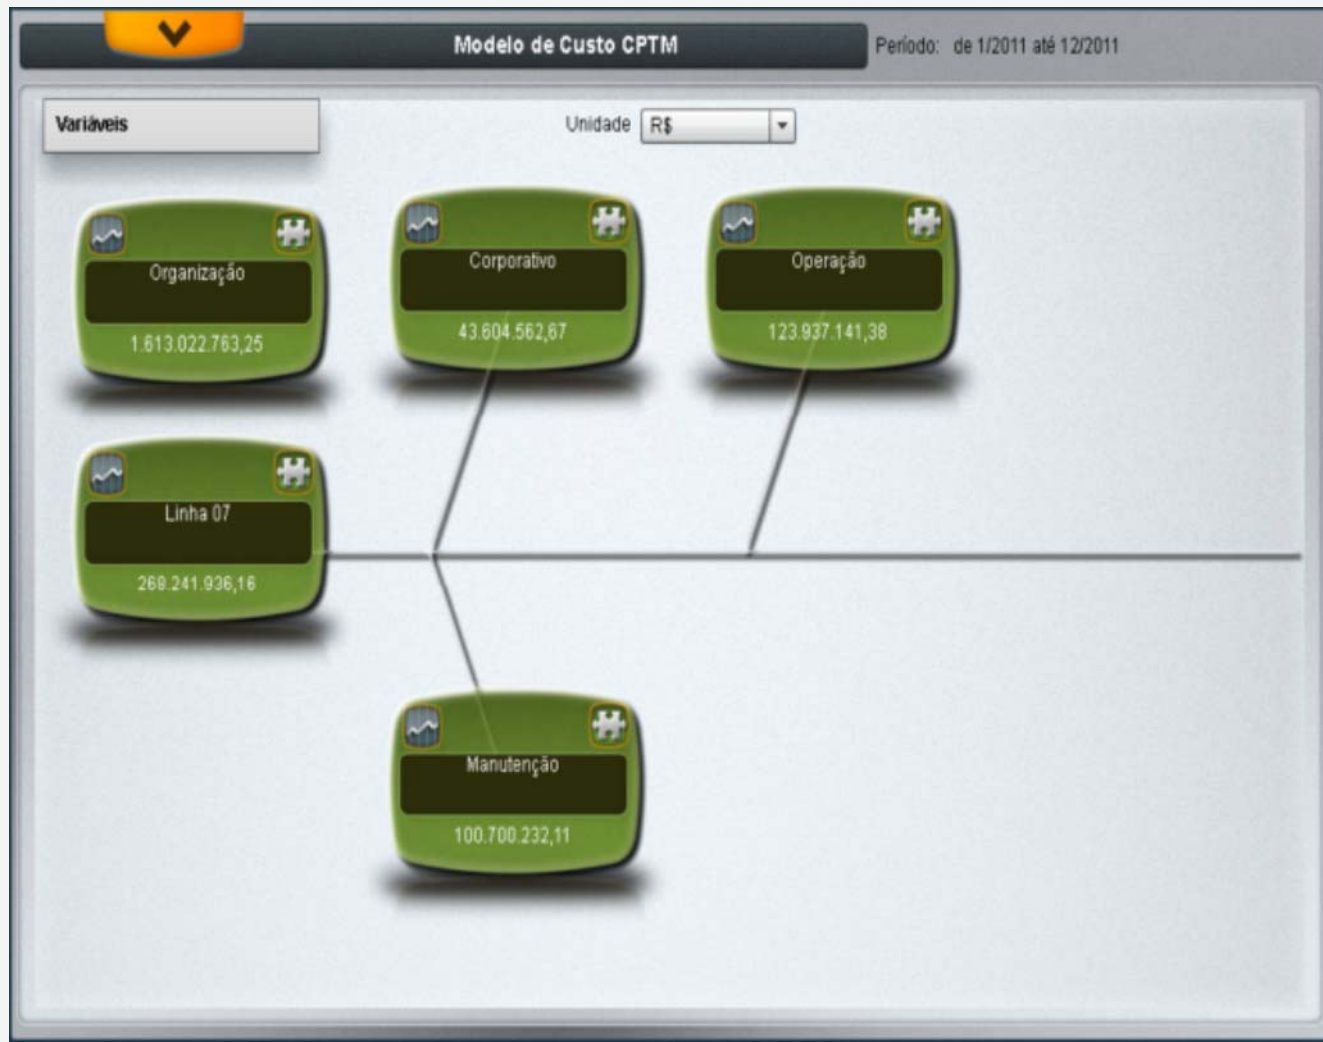 Modelo de Custo CPTM
Período: de 1/2011 até 12/2011
Variáveis
Unidade R$
Organização
1.613.022.763,25
Corporativo
43.604.562,67
Operação
123.937.141,38
Linha 07
268.241.936,16
Manutenção
100.700.232,11